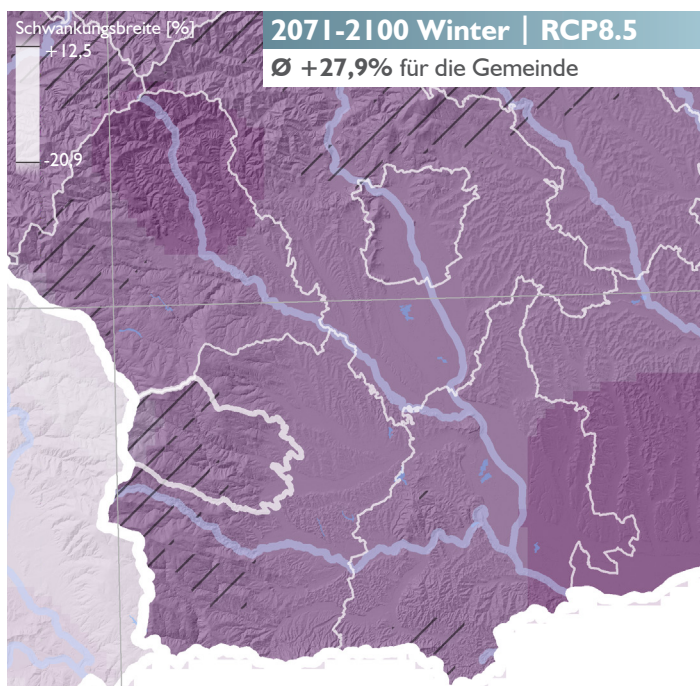 Schwankungsbreite [%]
+12,5
-20,9
2071-2100 Winter | RCP8.5
Ø +27,9% für die Gemeinde